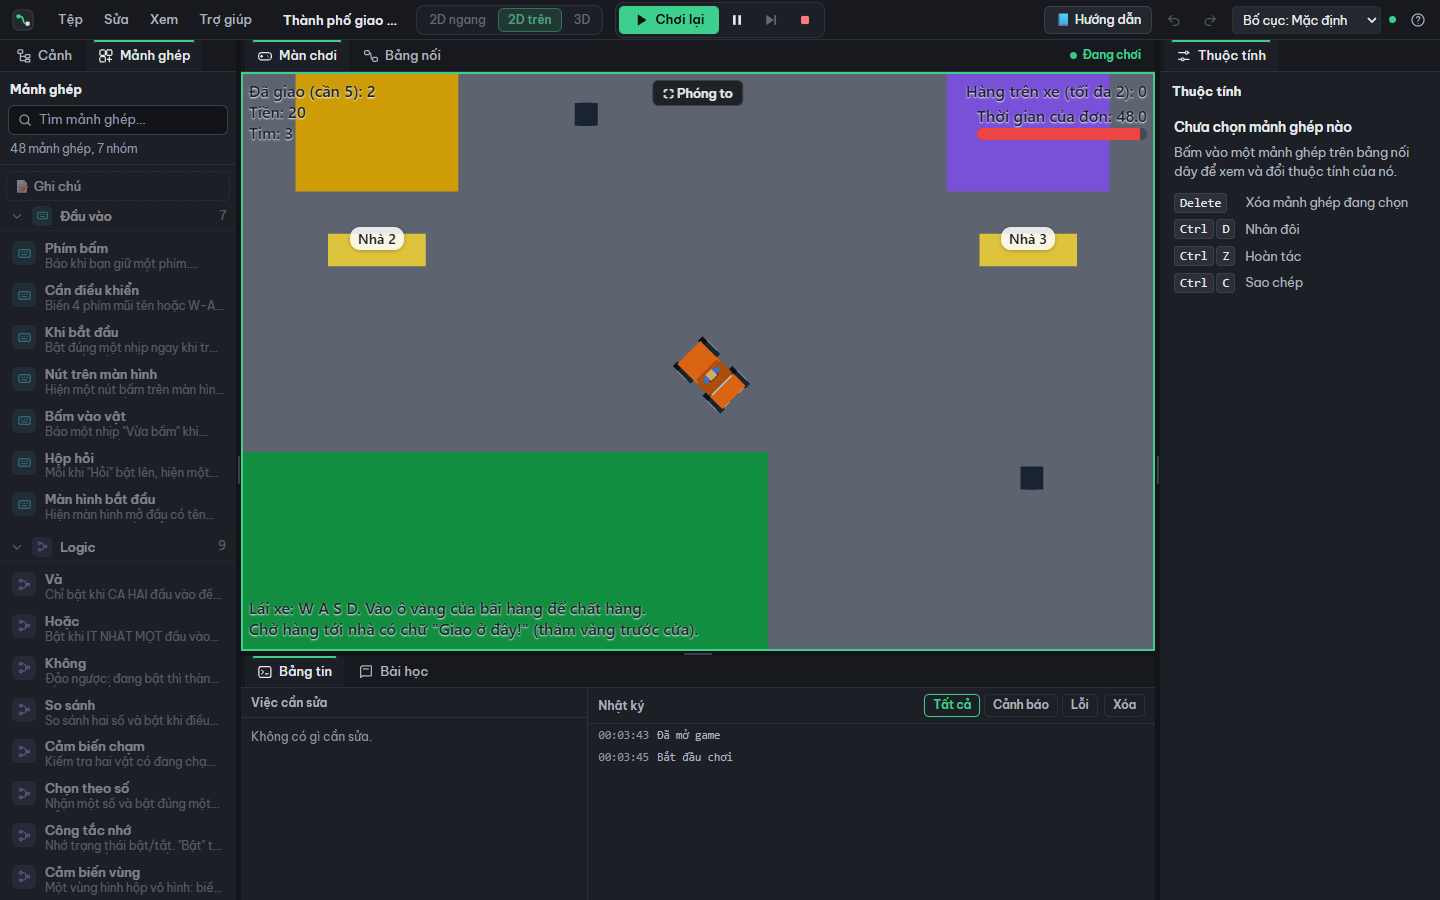 Tệp Sửa Xem Trợ giúp Thành phố giao ... 2D ngang 2D trên 3D Chơi lại Hướng dẫn Bố cục: Mặc định
Cảnh Mảnh ghép Màn chơi Bảng nối Đang chơi Thuộc tính
Mảnh ghép
Tìm mảnh ghép...
48 mảnh ghép, 7 nhóm
Ghi chú
Đầu vào 7
Phím bấm
Báo khi bạn giữ một phím....
Cần điều khiển
Biến 4 phím mũi tên hoặc W-A...
Khi bắt đầu
Bật đúng một nhịp ngay khi tr...
Nút trên màn hình
Hiện một nút bấm trên màn hìn...
Bấm vào vật
Báo một nhịp "Vừa bấm" khi...
Hộp hỏi
Mỗi khi "Hỏi" bật lên, hiện một...
Màn hình bắt đầu
Hiện màn hình mở đầu có tên...
Logic 9
Và
Chỉ bật khi CẢ HAI đầu vào đề...
Hoặc
Bật khi ÍT NHẤT MỘT đầu vào...
Không
Đảo ngược: đang bật thì thàn...
So sánh
So sánh hai số và bật khi điều...
Cảm biến chạm
Kiểm tra hai vật có đang chạ...
Chọn theo số
Nhận một số và bật đúng một...
Công tắc nhớ
Nhớ trạng thái bật/tắt. "Bật" t...
Cảm biến vùng
Một vùng hình hộp vô hình: biế...
Đã giao (cần 5): 2
Tiền: 20
Tim: 3
Phóng to
Hàng trên xe (tối đa 2): 0
Thời gian của đơn: 48.0
Nhà 2
Nhà 3
Lái xe: W A S D. Vào ô vàng của bãi hàng để chất hàng.
Chở hàng tới nhà có chữ "Giao ở đây!" (thảm vàng trước cửa).
Bảng tin Bài học
Việc cần sửa
Không có gì cần sửa.
Nhật ký Tất cả Cảnh báo Lỗi Xóa
00:03:43 Đã mở game
00:03:45 Bắt đầu chơi
Thuộc tính
Chưa chọn mảnh ghép nào
Bấm vào một mảnh ghép trên bảng nối
dây để xem và đổi thuộc tính của nó.
Delete Xóa mảnh ghép đang chọn
Ctrl D Nhân đôi
Ctrl Z Hoàn tác
Ctrl C Sao chép